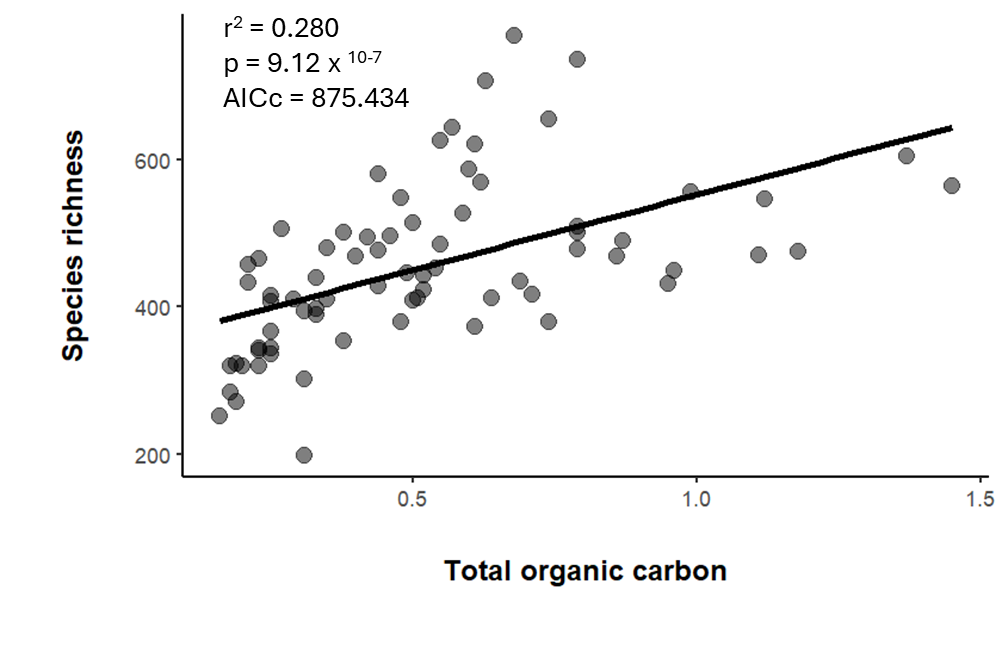 r² = 0.280
p = 9.12 x ¹⁰⁻⁷
AICc = 875.434
Species richness
600
400
200
0.5 1.0 1.5
Total organic carbon